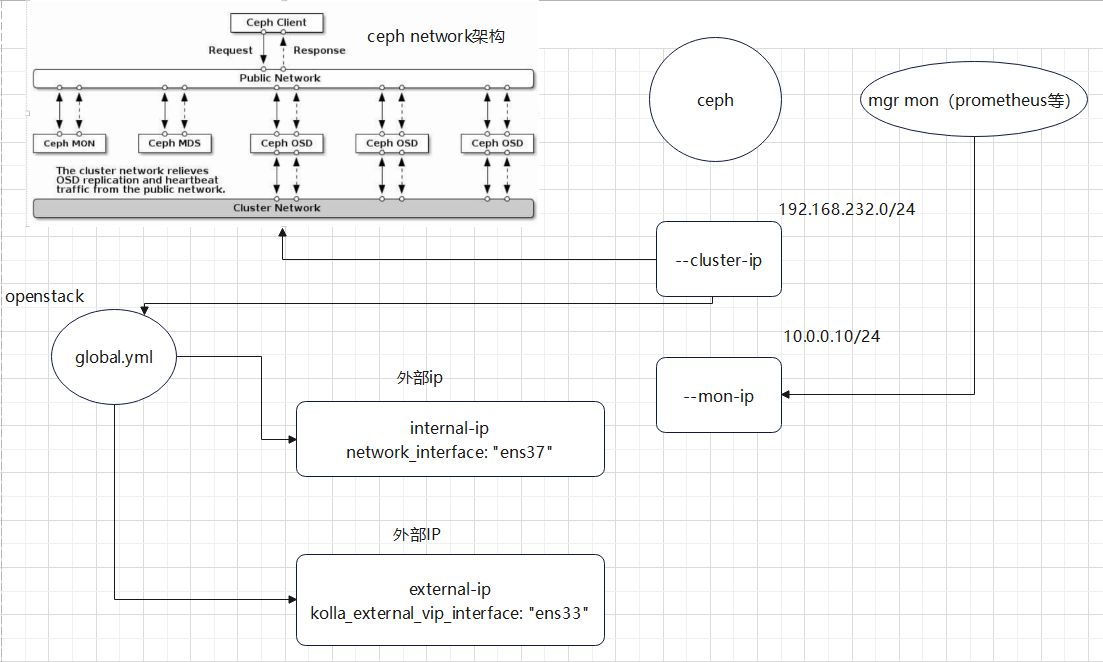 Ceph Client
ceph network架构
Request
Response
Public Network
Ceph MON
Ceph MDS
Ceph OSD
Ceph OSD
Ceph OSD
The cluster network relieves
OSD replication and heartbeat
traffic from the public network.
Cluster Network
ceph
mgr mon（prometheus等）
192.168.232.0/24
--cluster-ip
openstack
global.yml
10.0.0.10/24
--mon-ip
外部ip
internal-ip
network_interface: "ens37"
外部IP
external-ip
kolla_external_vip_interface: "ens33"